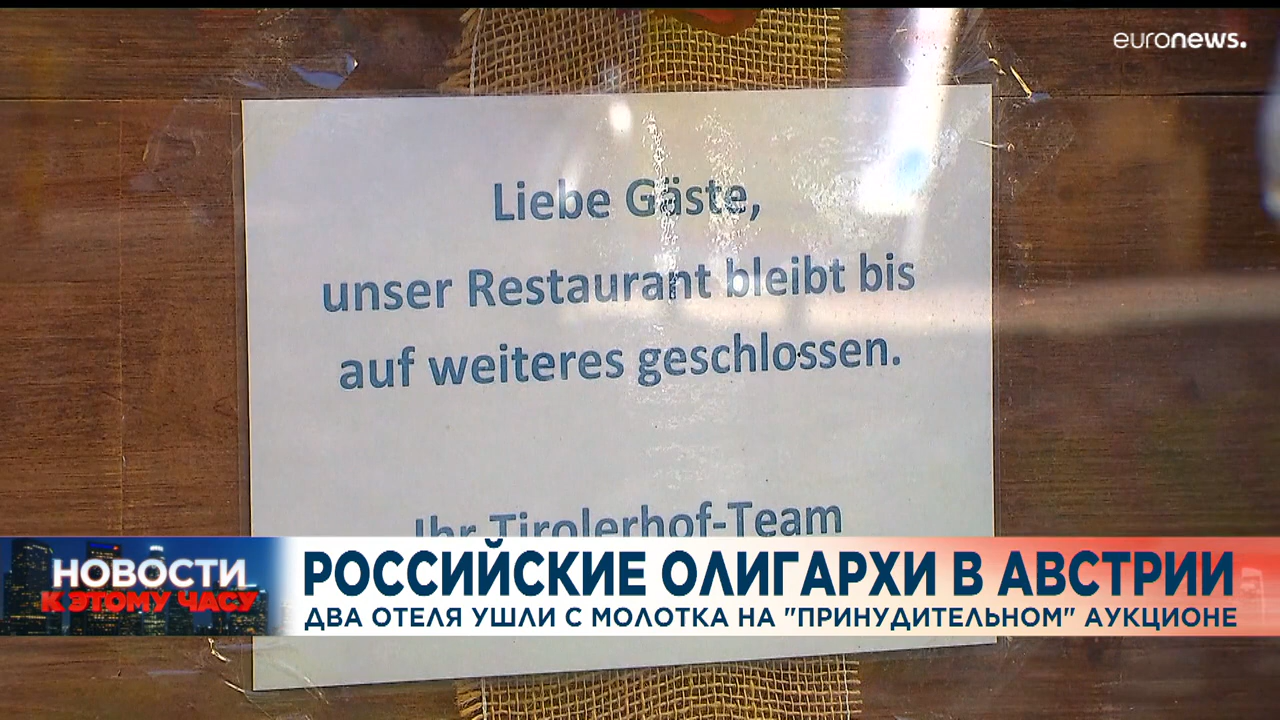 euronews.
Liebe Gäste,
unser Restaurant bleibt bis
auf weiteres geschlossen.
Ihr Tirolerhof-Team
НОВОСТИ
К ЭТОМУ ЧАСУ
РОССИЙСКИЕ ОЛИГАРХИ В АВСТРИИ
ДВА ОТЕЛЯ УШЛИ С МОЛОТКА НА "ПРИНУДИТЕЛЬНОМ" АУКЦИОНЕ